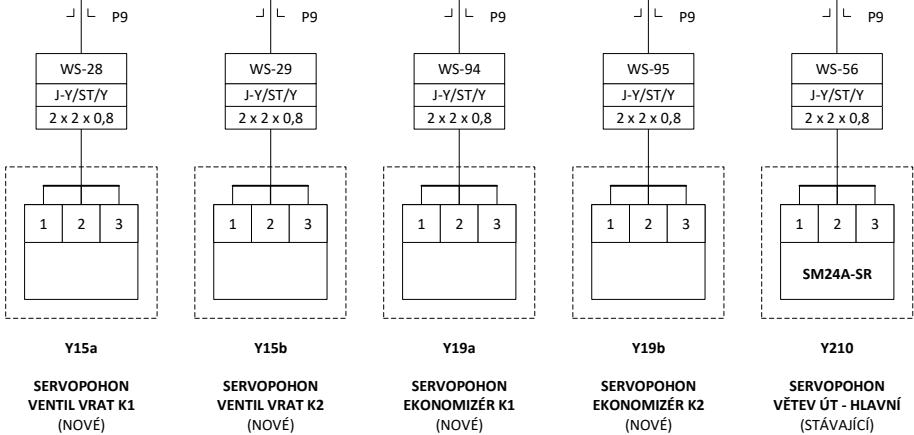 P9 P9 P9 P9 P9
WS-28 WS-29 WS-94 WS-95 WS-56
J-Y/ST/Y J-Y/ST/Y J-Y/ST/Y J-Y/ST/Y J-Y/ST/Y
2 x 2 x 0,8 2 x 2 x 0,8 2 x 2 x 0,8 2 x 2 x 0,8 2 x 2 x 0,8
1 2 3 1 2 3 1 2 3 1 2 3 1 2 3
SM24A-SR
Y15a Y15b Y19a Y19b Y210
SERVOPOHON SERVOPOHON SERVOPOHON SERVOPOHON SERVOPOHON
VENTIL VRAT K1 VENTIL VRAT K2 EKONOMIZÉR K1 EKONOMIZÉR K2 VĚTEV ÚT - HLAVNÍ
(NOVÉ) (NOVÉ) (NOVÉ) (NOVÉ) (STÁVAJÍCÍ)